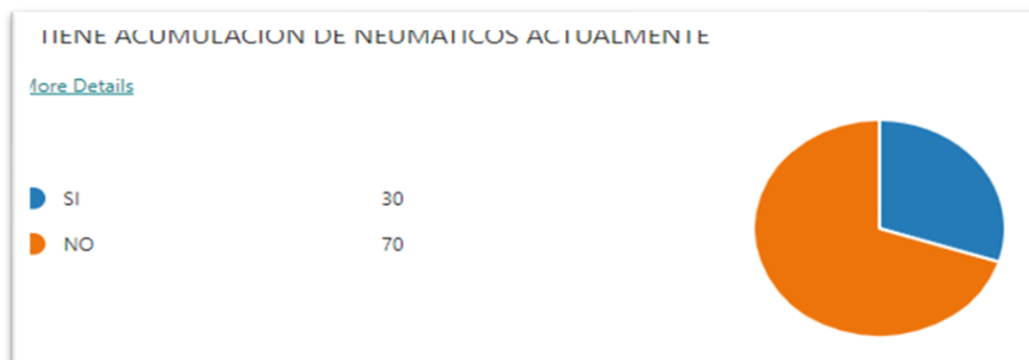 TIENE ACUMULACION DE NEUMATICOS ACTUALMENTE
More Details
SI 30
NO 70